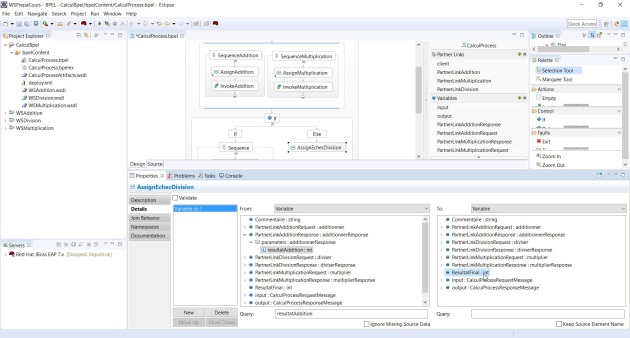 WSPrepaCours - BPEL - CalculBpel/bpelContent/CalculProcess.bpel - Eclipse
File Edit Navigate Search Project Run Window Help
Quick Access
Project Explorer
CalculBpel
bpelContent
CalculProcess.bpel
CalculProcess.bpelex
CalculProcessArtifacts.wsdl
deploy.xml
WSAddition.wsdl
WSDivision.wsdl
WSMultiplication.wsdl
WSAddition
WSDivision
WSMultiplication
Servers
Red Hat JBoss EAP 7.x [Stopped, Republish]
*CalculProcess.bpel
SequenceAddition
AssignAddition
InvokeAddition
SequenceMultiplication
AssignMultiplication
InvokeMultiplication
If
If
Else
Sequence
AssignEchecDivision
Design Source
CalculProcess
Partner Links
client
PartnerLinkAddition
PartnerLinkMultiplication
PartnerLinkDivision
Variables
input
output
PartnerLinkAdditionResponse
PartnerLinkAdditionRequest
PartnerLinkMultiplicationResponse
PartnerLinkMultiplicationRequest
Outline
Palette
Selection Tool
Marquee Tool
Actions
Empty
Control
If
Faults
Exit
Zoom In
Zoom Out
Properties
Problems
Tasks
Console
AssignEchecDivision
Description
Details
Join Behavior
Namespaces
Documentation
Validate
Variable to ?
New
Delete
Move Up
Move Down
From:
Variable
Commentaire : string
PartnerLinkAdditionRequest : additionner
PartnerLinkAdditionResponse : additionnerResponse
parameters : additionnerResponse
resultatAddition : int
PartnerLinkDivisionRequest : diviser
PartnerLinkDivisionResponse : diviserResponse
PartnerLinkMultiplicationRequest : multiplier
PartnerLinkMultiplicationResponse : multiplierResponse
ResultatFinal : int
input : CalculProcessRequestMessage
output : CalculProcessResponseMessage
Query:
resultatAddition
Ignore Missing Source Data
To:
Variable
Commentaire : string
PartnerLinkAdditionRequest : additionner
PartnerLinkAdditionResponse : additionnerResponse
PartnerLinkDivisionRequest : diviser
PartnerLinkDivisionResponse : diviserResponse
PartnerLinkMultiplicationRequest : multiplier
PartnerLinkMultiplicationResponse : multiplierResponse
ResultatFinal : int
input : CalculProcessRequestMessage
output : CalculProcessResponseMessage
Query:
Keep Source Element Name